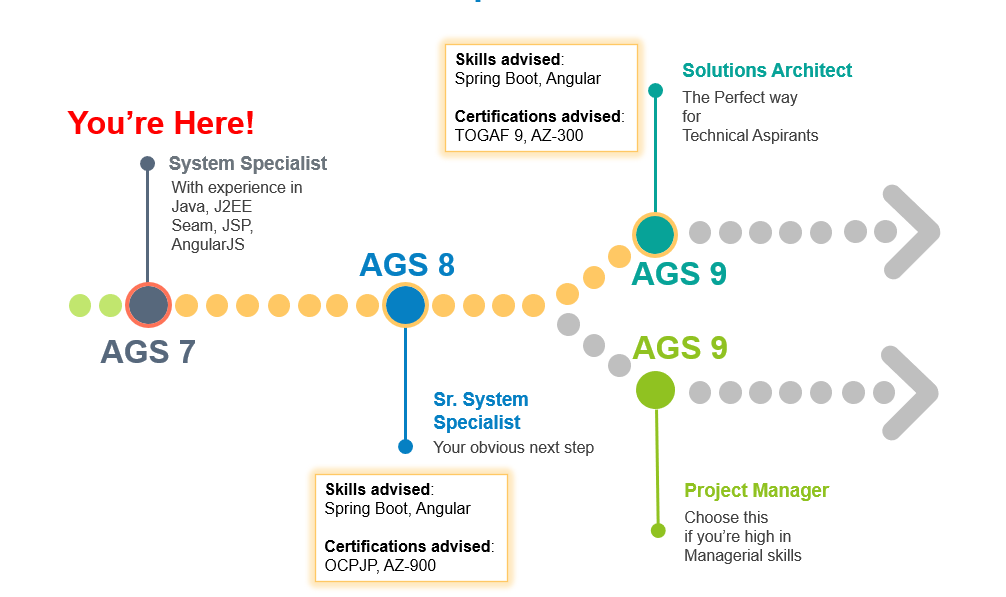 Skills advised:
Spring Boot, Angular
Certifications advised:
TOGAF 9, AZ-300
Solutions Architect
The Perfect way
for
Technical Aspirants
You're Here!
System Specialist
With experience in
Java, J2EE
Seam, JSP,
AngularJS
AGS 7
AGS 8
AGS 9
AGS 9
Sr. System
Specialist
Your obvious next step
Skills advised:
Spring Boot, Angular
Certifications advised:
OCPJP, AZ-900
Project Manager
Choose this
if you're high in
Managerial skills